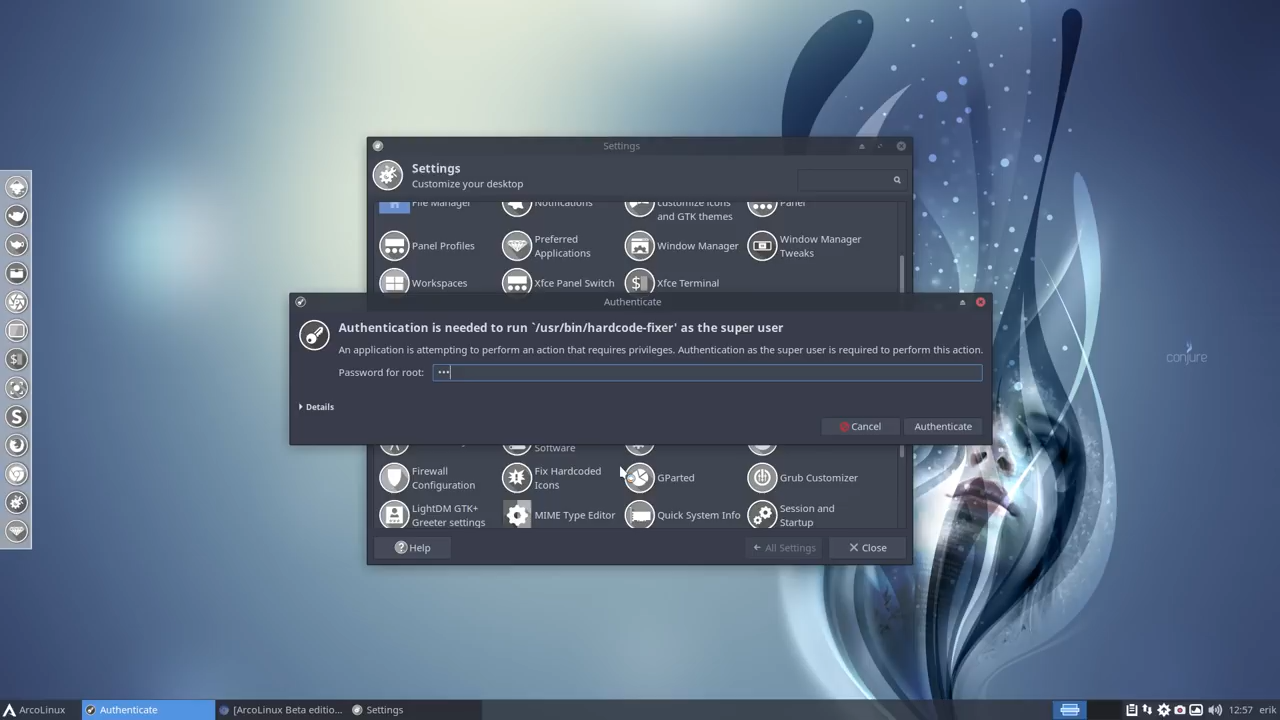 Settings
Settings
Customize your desktop
File Manager
Notifications
customize icons
and GTK themes
Panel
Panel Profiles
Preferred
Applications
Window Manager
Window Manager
Tweaks
Workspaces
Xfce Panel Switch
Xfce Terminal
Authenticate
Authentication is needed to run `/usr/bin/hardcode-fixer' as the super user
An application is attempting to perform an action that requires privileges. Authentication as the super user is required to perform this action.
Password for root: •••
Details
Cancel
Authenticate
Software
Firewall
Configuration
Fix Hardcoded
Icons
GParted
Grub Customizer
LightDM GTK+
Greeter settings
MIME Type Editor
Quick System Info
Session and
Startup
Help
All Settings
Close
conjure
ArcoLinux
Authenticate
[ArcoLinux Beta editio...
Settings
12:57
erik